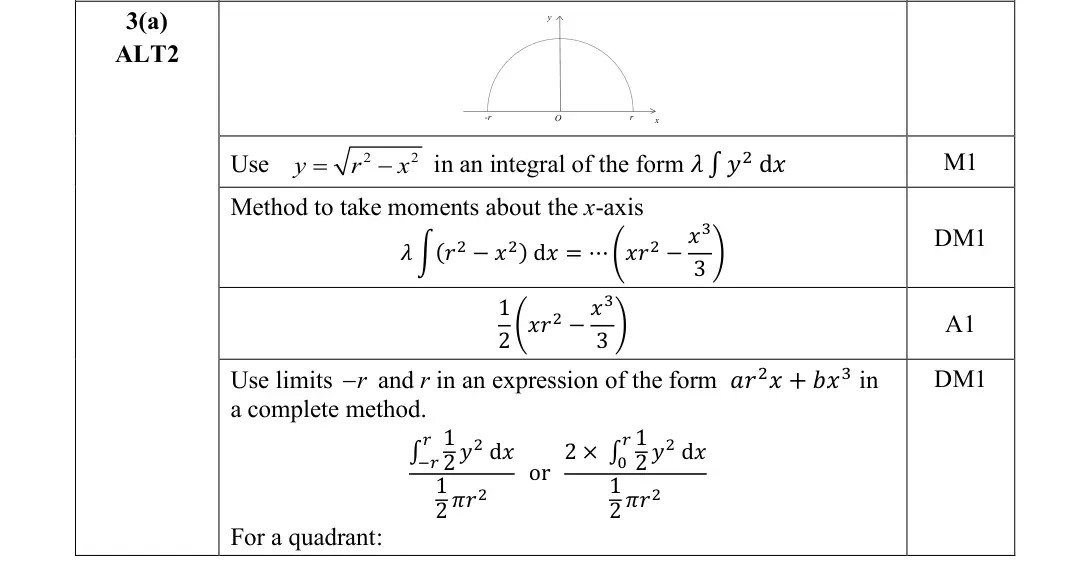 3(a)
ALT2
y
-r O r x
Use y = √(r² − x²) in an integral of the form λ ∫ y² dx M1
Method to take moments about the x-axis
λ ∫(r² − x²) dx = ⋯ (xr² − x³/3) DM1
1/2 (xr² − x³/3) A1
Use limits −r and r in an expression of the form ar²x + bx³ in DM1
a complete method.
∫₋ᵣʳ 1/2 y² dx / 1/2 πr² or 2 × ∫₀ʳ 1/2 y² dx / 1/2 πr²
For a quadrant: